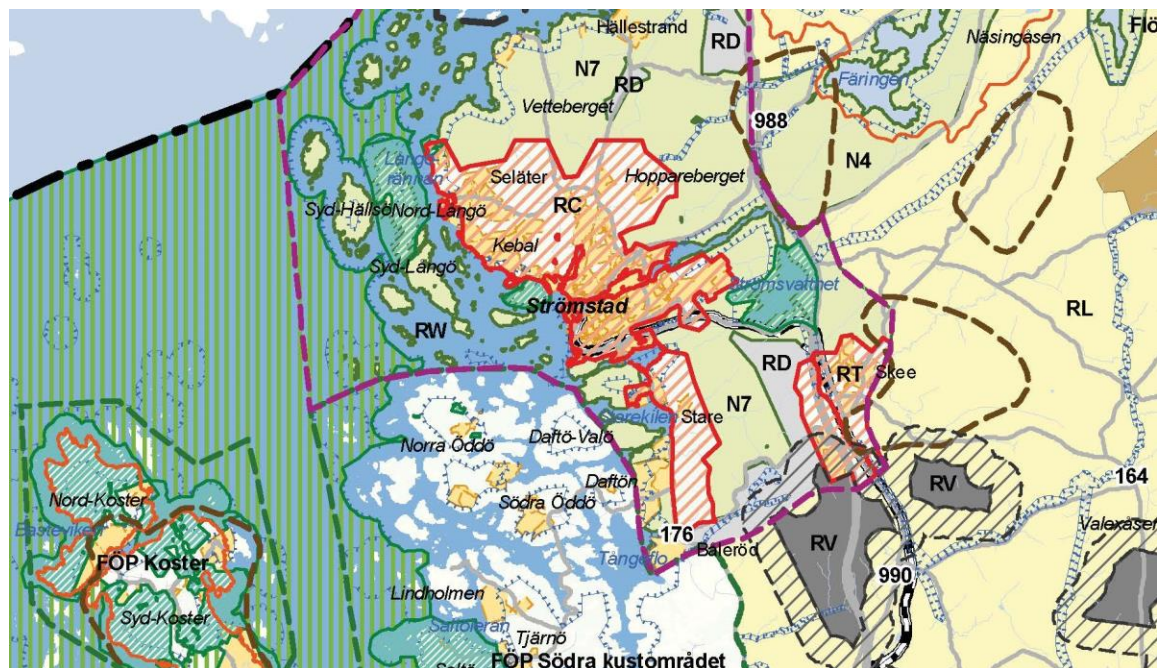 Hällestrand
RD
Näsingåsen
Flö
N7
RD
Färingen
Vetteberget
988
N4
Långö-
rännan
Seläter
Hoppareberget
RC
Syd-Hällsö
Nord-Långö
Kebal
Syd-Långö
Strömsvattnet
Strömstad
RL
RW
RD
RT
Skee
N7
Stare
Norra Öddö
Daftö-Valö
Nord-Koster
Daftön
RV
164
Södra Öddö
176
Valexåsen
Baleröd
RV
FÖP Koster
Tångeflo
990
Lindholmen
Syd-Koster
Tjärnö
FÖP Södra kustområdet